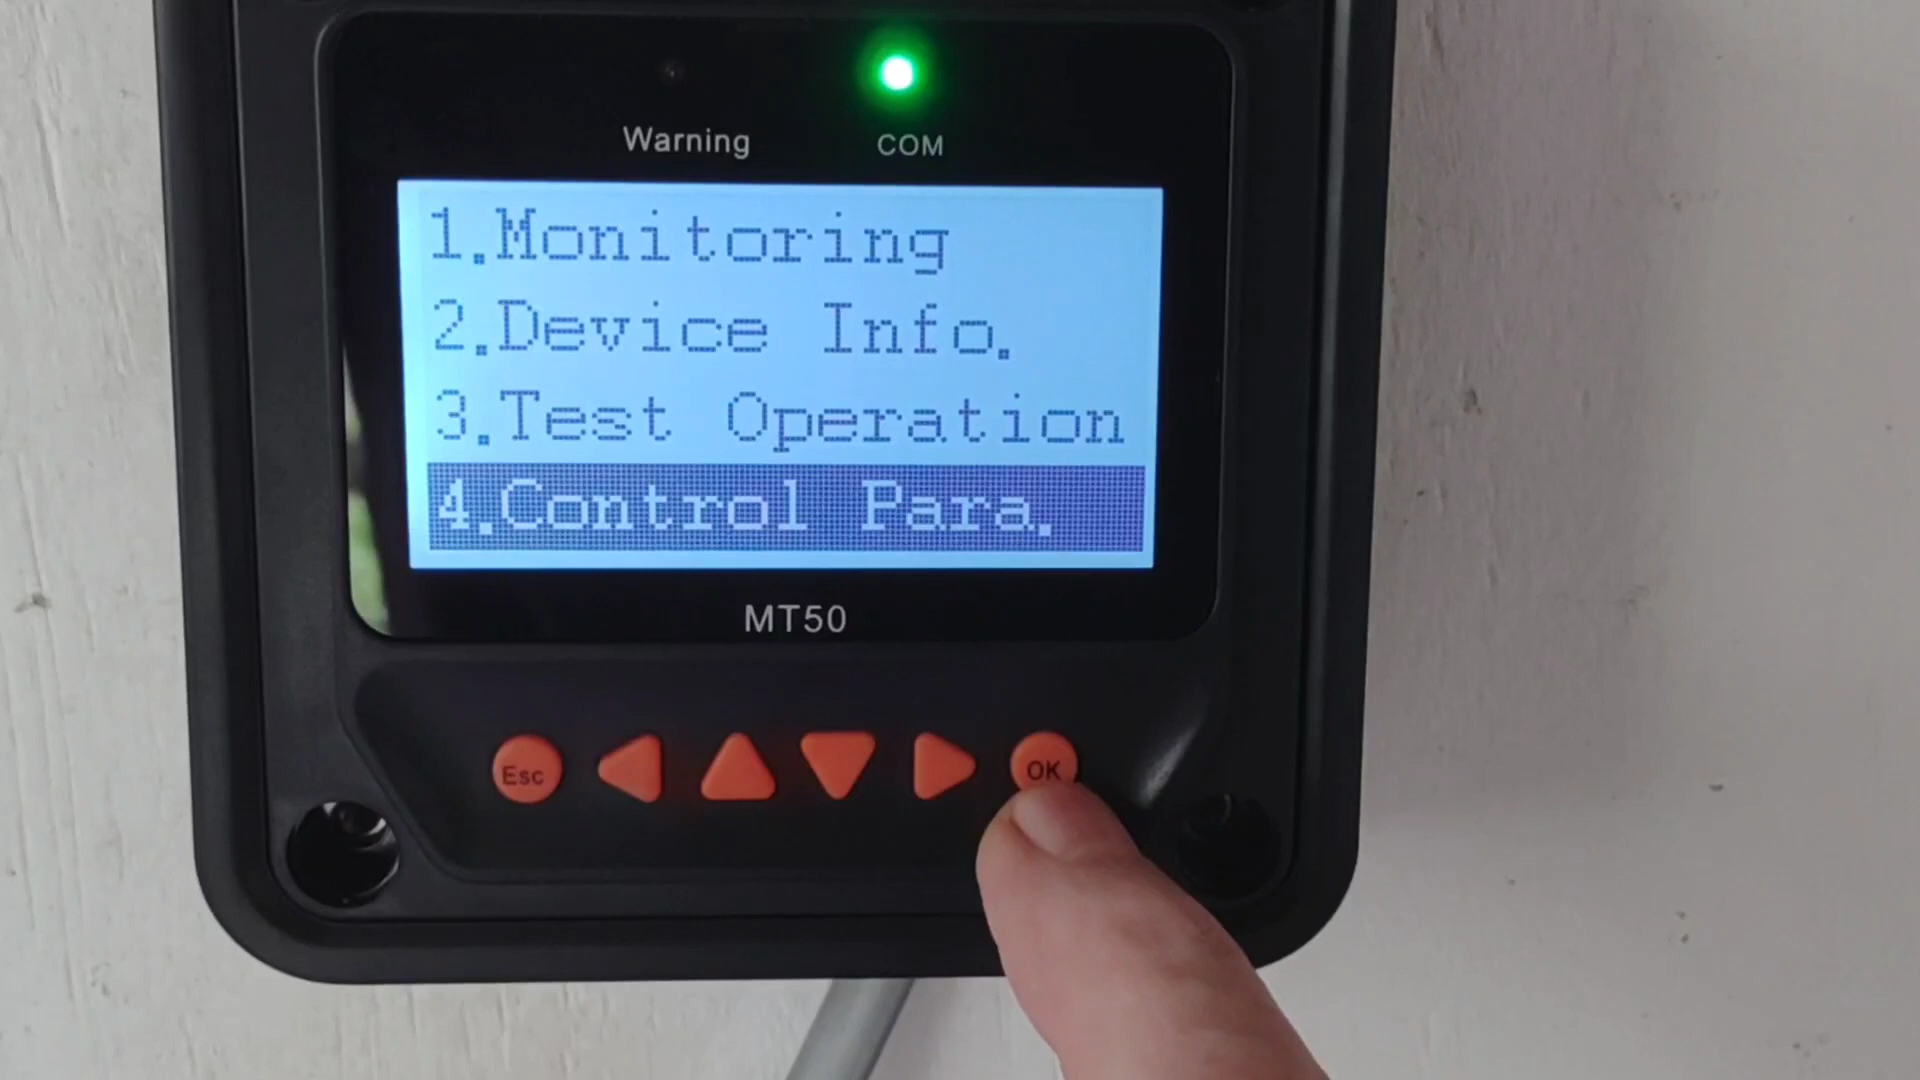 Warning COM
1.Monitoring
2.Device Info.
3.Test Operation
4.Control Para.
MT50
Esc OK